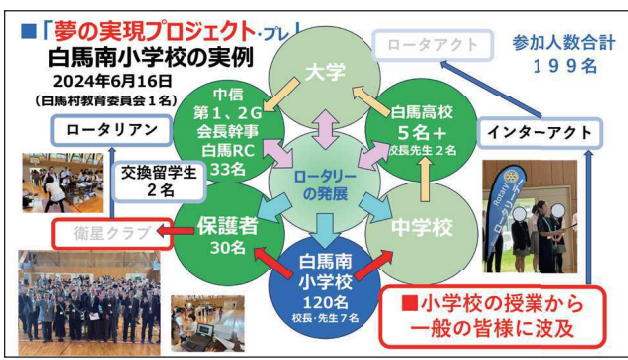 ■「夢の実現プロジェクト・プレ」
白馬南小学校の実例
2024年6月16日
(白馬村教育委員会1名)
ロータアクト
参加人数合計
199名
大学
中信
第1、2G
会長幹事
白馬RC
33名
白馬高校
5名+
校長先生2名
ロータリアン
インターアクト
交換留学生
2名
ロータリー
の発展
衛星クラブ
保護者
30名
中学校
白馬南
小学校
120名
校長・先生7名
Rotary
ロータリーデー
■小学校の授業から
一般の皆様に波及